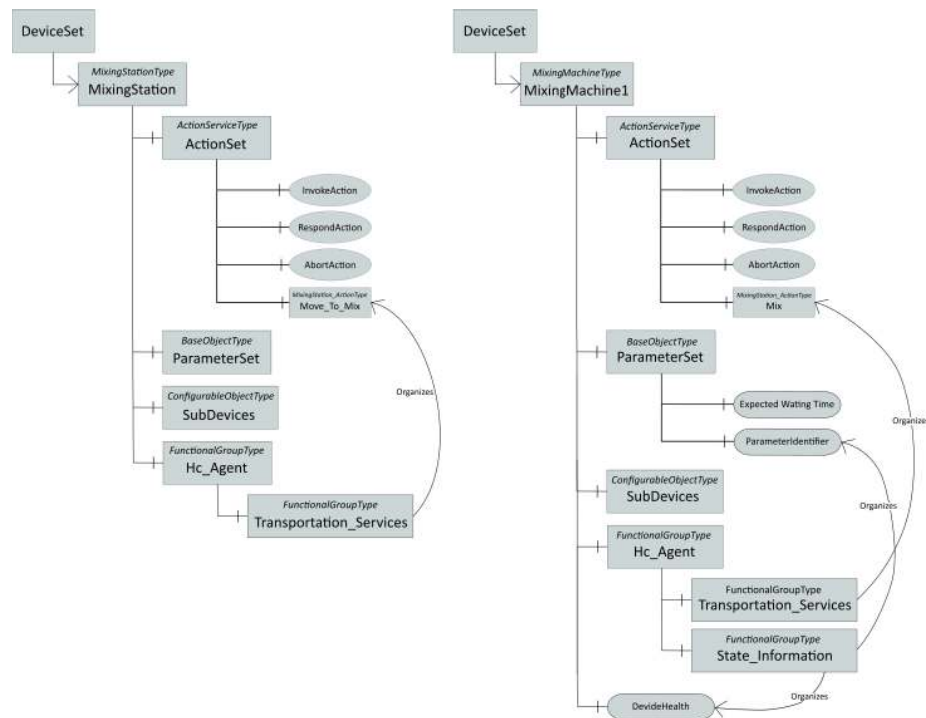 DeviceSet
MixingStationType
MixingStation
ActionServiceType
ActionSet
InvokeAction
RespondAction
AbortAction
MixingStation_ActionType
Move_To_Mix
BaseObjectType
ParameterSet
Organizes
ConfigurableObjectType
SubDevices
FunctionalGroupType
Hc_Agent
FunctionalGroupType
Transportation_Services
DeviceSet
MixingMachineType
MixingMachine1
ActionServiceType
ActionSet
InvokeAction
RespondAction
AbortAction
MixingStation_ActionType
Mix
BaseObjectType
ParameterSet
Expected Wating Time
Organize
ParameterIdentifier
ConfigurableObjectType
SubDevices
Organizes
FunctionalGroupType
Hc_Agent
FunctionalGroupType
Transportation_Services
FunctionalGroupType
State_Information
Organizes
DevideHealth